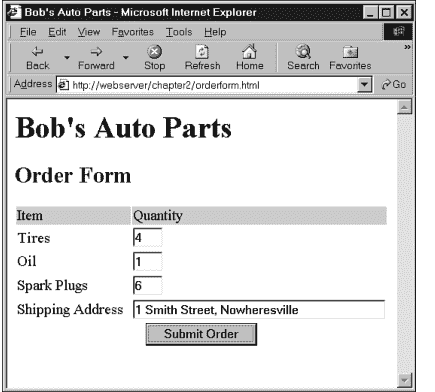 Bob's Auto Parts - Microsoft Internet Explorer
File Edit View Favorites Tools Help
Back Forward Stop Refresh Home Search Favorites »
Address http://webserver/chapter2/orderform.html Go
Bob's Auto Parts
Order Form
Item Quantity
Tires 4
Oil 1
Spark Plugs 6
Shipping Address 1 Smith Street, Nowheresville
Submit Order